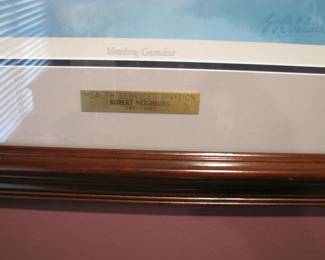 Vanishing Grandeur
HEALTH SERVICES DIVISION
ROBERT NEIGHBORS